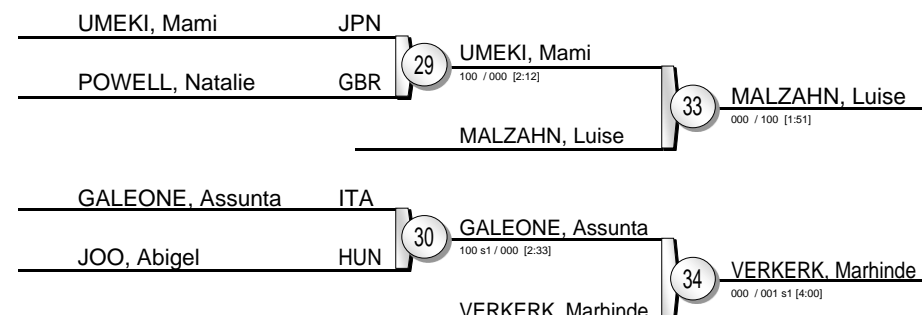 UMEKI, Mami JPN
POWELL, Natalie GBR
29
UMEKI, Mami
100 / 000 [2:12]
MALZAHN, Luise
33
MALZAHN, Luise
000 / 100 [1:51]
GALEONE, Assunta ITA
JOO, Abigel HUN
30
GALEONE, Assunta
100 s1 / 000 [2:33]
VERKERK, Marhinde
34
VERKERK, Marhinde
000 / 001 s1 [4:00]